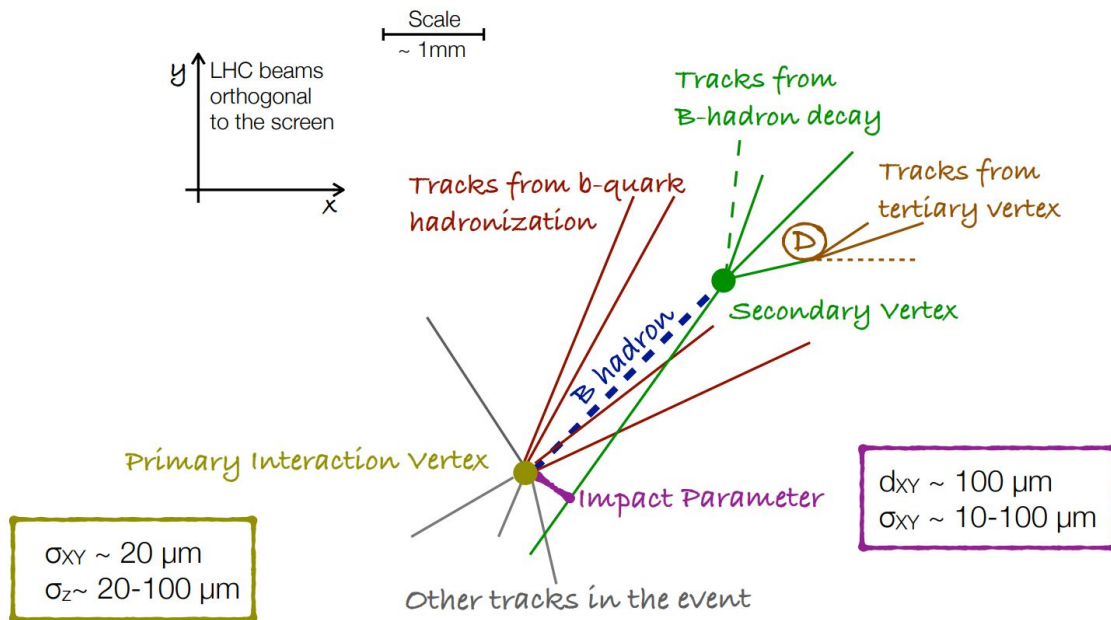 Scale
~ 1mm
y
LHC beams
orthogonal
to the screen
x
Tracks from
B-hadron decay
Tracks from b-quark
hadronization
Tracks from
tertiary vertex
D
Secondary Vertex
B hadron
Primary Interaction Vertex
Impact Parameter
dXY ~ 100 µm
σXY ~ 10-100 µm
σXY ~ 20 µm
σz~ 20-100 µm
Other tracks in the event